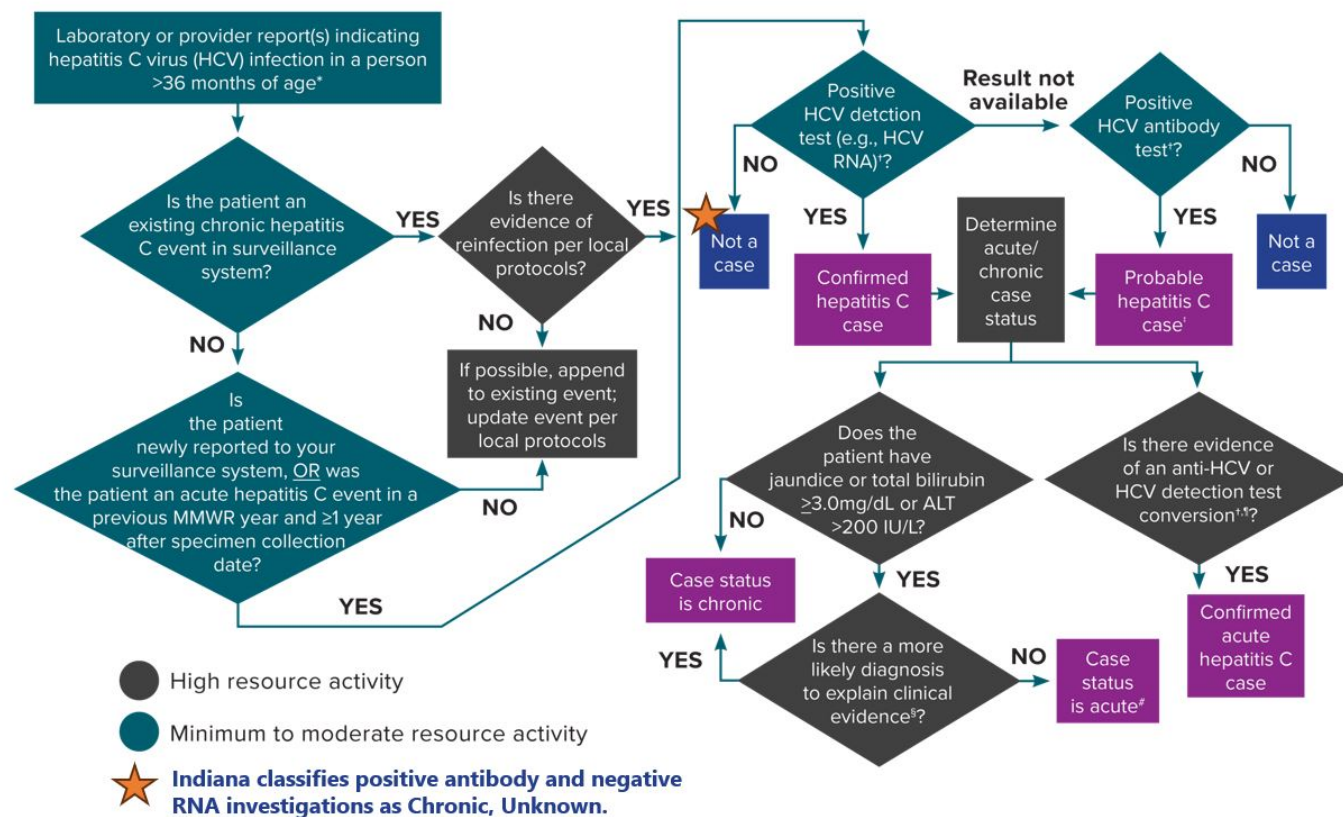 Laboratory or provider report(s) indicating
hepatitis C virus (HCV) infection in a person
>36 months of age*
Is the patient an
existing chronic hepatitis
C event in surveillance
system?
YES
NO
Is there
evidence of
reinfection per local
protocols?
YES
NO
If possible, append
to existing event;
update event per
local protocols
Is
the patient
newly reported to your
surveillance system, OR was
the patient an acute hepatitis C event in a
previous MMWR year and ≥1 year
after specimen collection
date?
NO
YES
Positive
HCV detction
test (e.g., HCV
RNA)†?
Result not
available
NO
YES
Positive
HCV antibody
test†?
NO
YES
Not a
case
Confirmed
hepatitis C
case
Determine
acute/
chronic
case
status
Probable
hepatitis C
case‡
Not a
case
Does the
patient have
jaundice or total bilirubin
≥3.0mg/dL or ALT
>200 IU/L?
NO
YES
Is there evidence
of an anti-HCV or
HCV detection test
conversion†,¶?
YES
Case status
is chronic
Confirmed
acute
hepatitis C
case
Is there a more
likely diagnosis
to explain clinical
evidence§?
YES
NO
Case
status
is acute#
High resource activity
Minimum to moderate resource activity
Indiana classifies positive antibody and negative
RNA investigations as Chronic, Unknown.